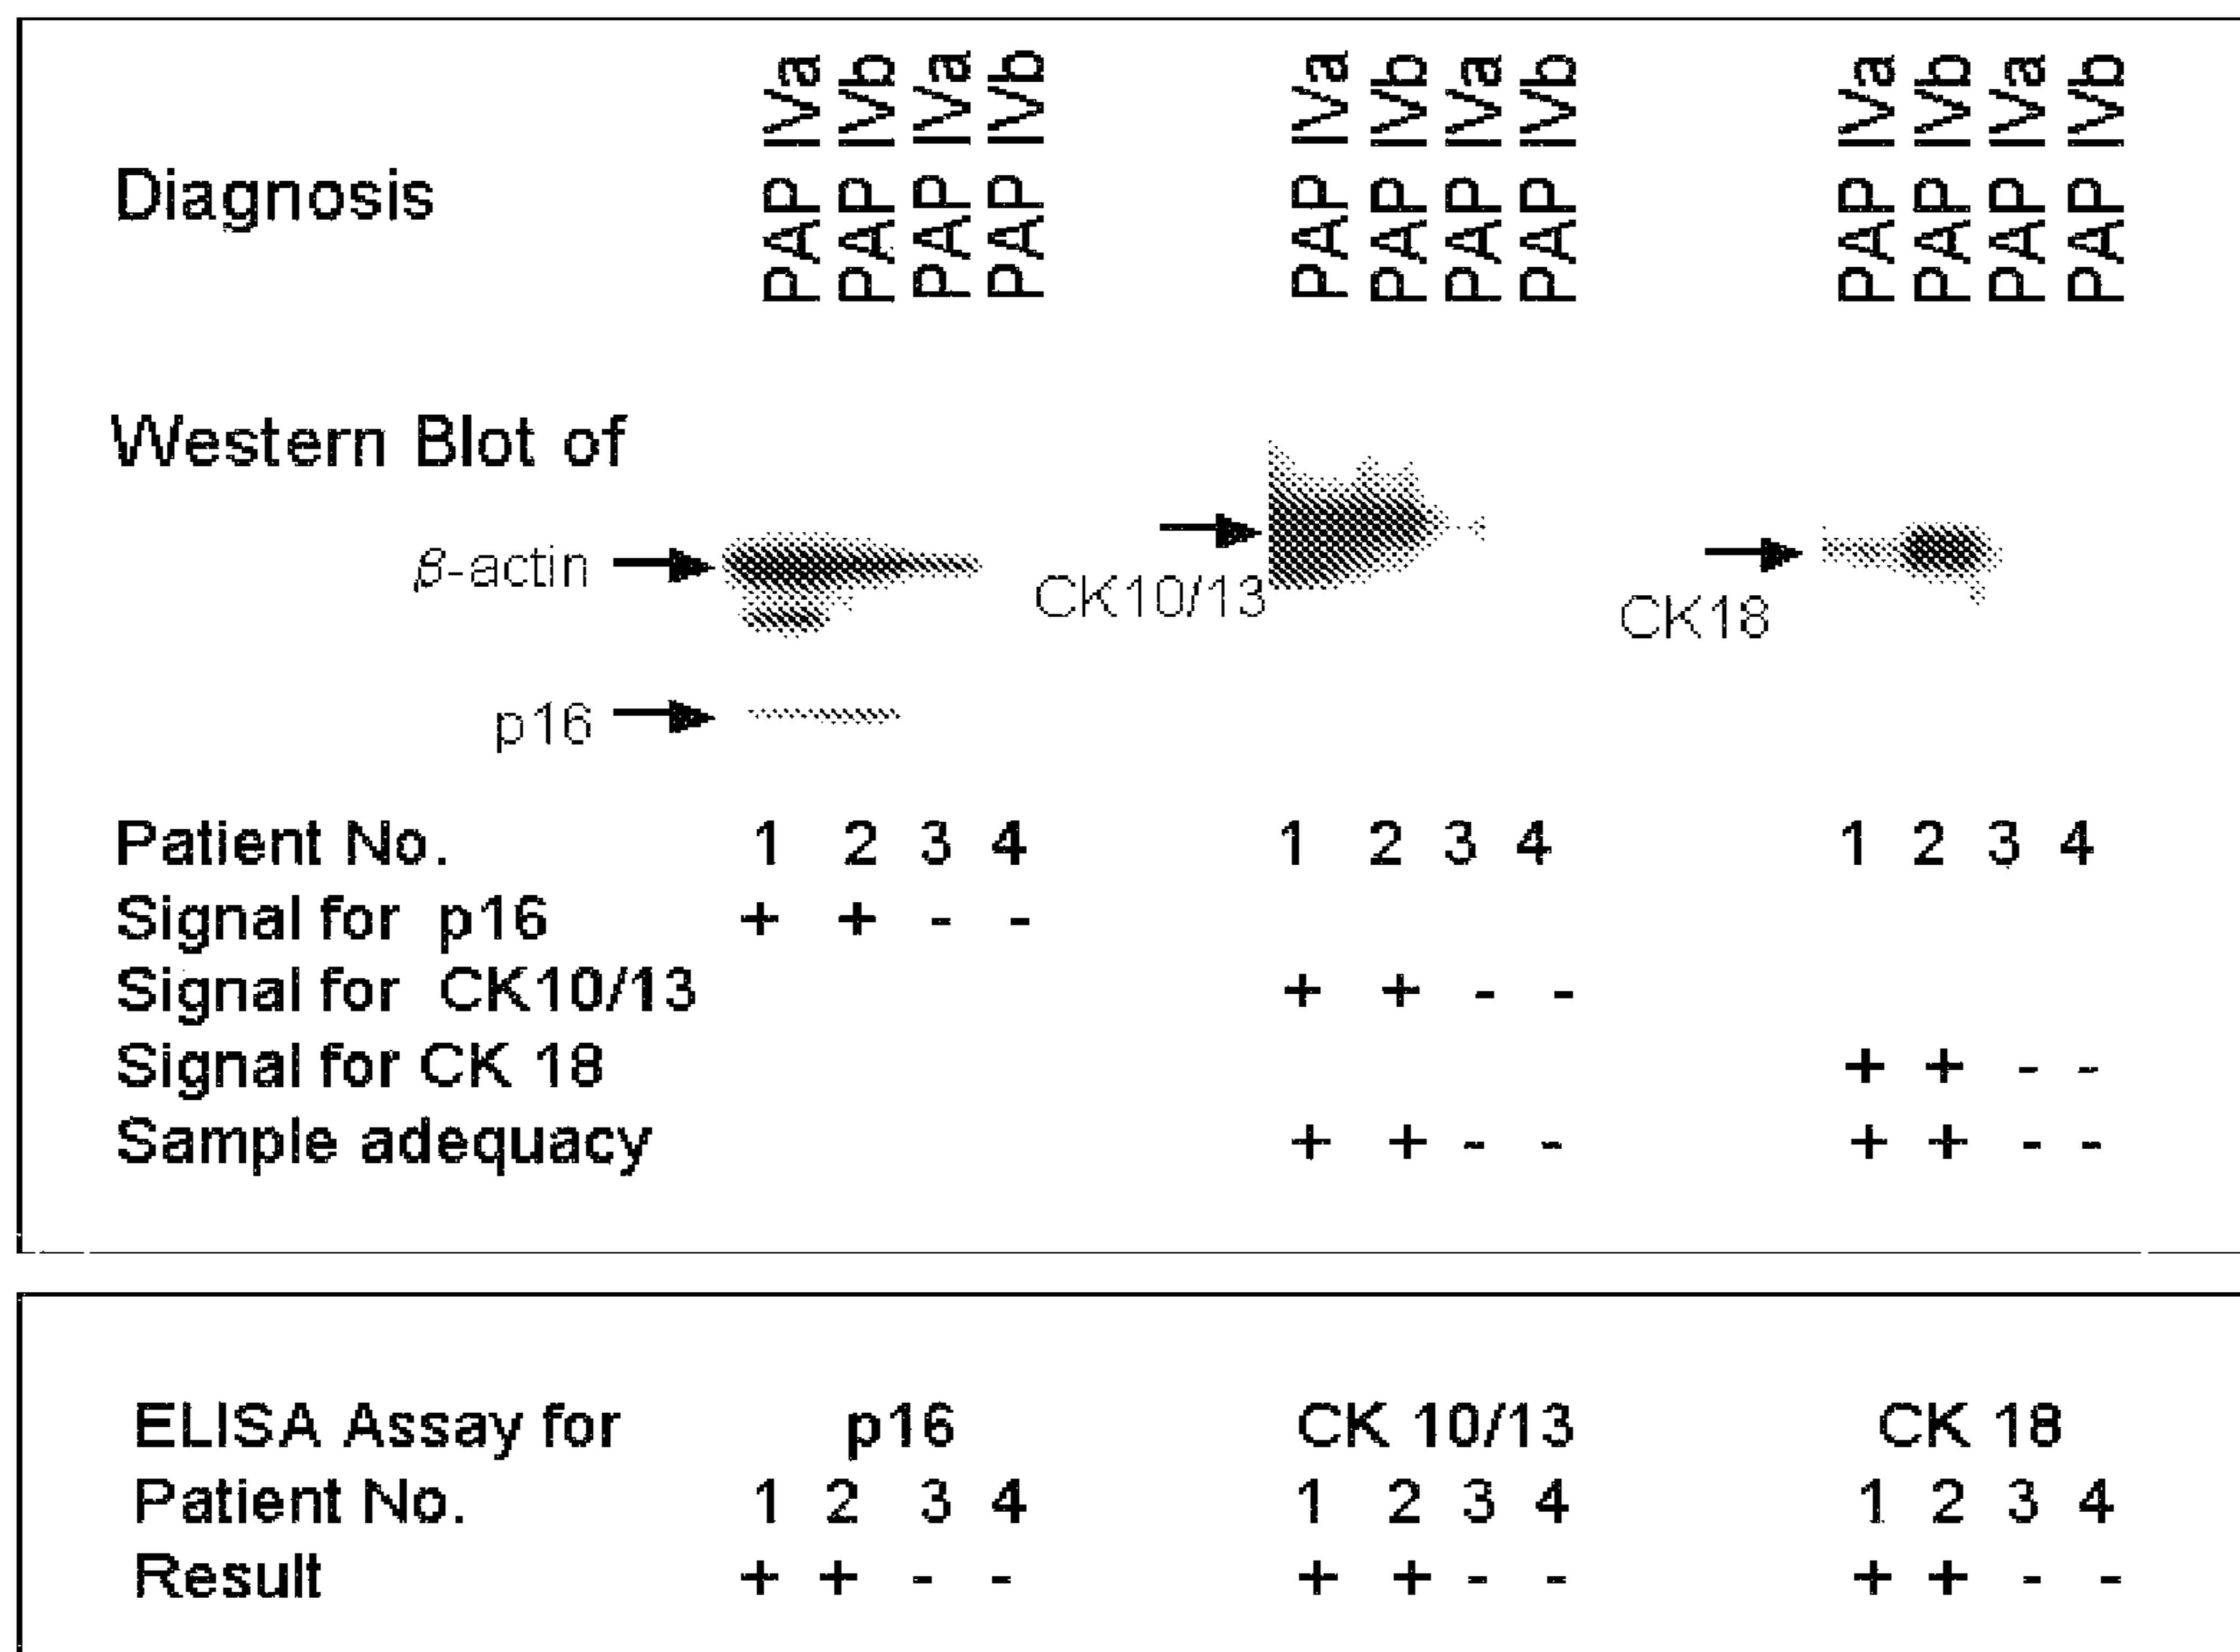 PAP IVa PAP IVb PAP IVa PAP IVb PAP IVa PAP IVb PAP IVa PAP IVb PAP IVa PAP IVb PAP IVa PAP IVb
Diagnosis
Western Blot of
β-actin
CK10/13
CK18
p16
Patient No. 1 2 3 4 1 2 3 4 1 2 3 4
Signal for p16 + + - -
Signal for CK10/13 + + - -
Signal for CK 18 + + - -
Sample adequacy + + - - + + - -
ELISA Assay for p16 CK 10/13 CK 18
Patient No. 1 2 3 4 1 2 3 4 1 2 3 4
Result + + - - + + - - + + - -